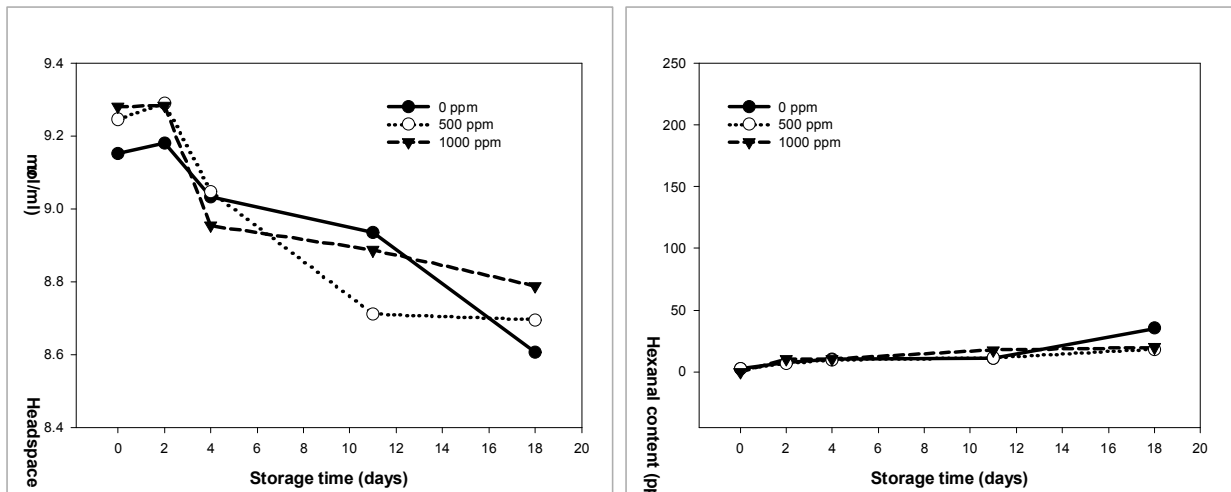 9.4
9.2
9.0
8.8
8.6
8.4
0 2 4 6 8 10 12 14 16 18 20
Storage time (days)
Headspace
mol/ml)
0 ppm
500 ppm
1000 ppm
250
200
150
100
50
0
0 2 4 6 8 10 12 14 16 18 20
Storage time (days)
Hexanal content (pp
0 ppm
500 ppm
1000 ppm